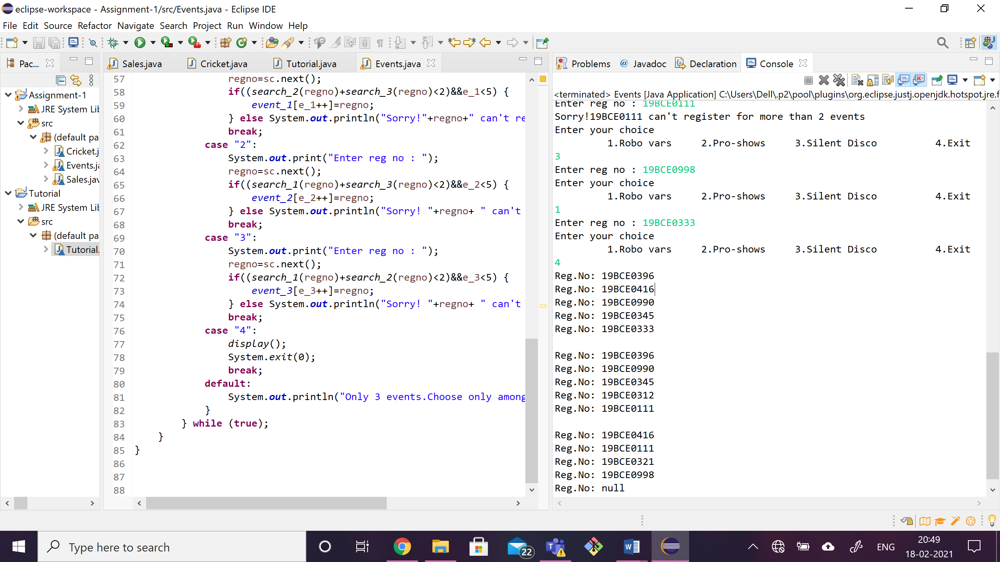 eclipse-workspace - Assignment-1/src/Events.java - Eclipse IDE
File Edit Source Refactor Navigate Search Project Run Window Help
Pac...
Assignment-1
JRE System Lib
src
(default pa
Cricket.j
Events.ja
Sales.jav
Tutorial
JRE System Lib
src
(default pa
Tutorial.
Sales.java Cricket.java Tutorial.java Events.java
57 regno=sc.next();
58 if((search_2(regno)+search_3(regno)<2)&&e_1<5) {
59 event_1[e_1++]=regno;
60 } else System.out.println("Sorry!"+regno+" can't re
61 break;
62 case "2":
63 System.out.print("Enter reg no : ");
64 regno=sc.next();
65 if((search_1(regno)+search_3(regno)<2)&&e_2<5) {
66 event_2[e_2++]=regno;
67 } else System.out.println("Sorry! "+regno+ " can't
68 break;
69 case "3":
70 System.out.print("Enter reg no : ");
71 regno=sc.next();
72 if((search_1(regno)+search_2(regno)<2)&&e_3<5) {
73 event_3[e_3++]=regno;
74 } else System.out.println("Sorry! "+regno+ " can't
75 break;
76 case "4":
77 display();
78 System.exit(0);
79 break;
80 default:
81 System.out.println("Only 3 events.Choose only among
82 }
83 } while (true);
84 }
85 }
86
87
88
Problems Javadoc Declaration Console
<terminated> Events [Java Application] C:\Users\Dell\.p2\pool\plugins\org.eclipse.justj.openjdk.hotspot.jre.f
Enter reg no : 19BCE0111
Sorry!19BCE0111 can't register for more than 2 events
Enter your choice
1.Robo vars 2.Pro-shows 3.Silent Disco 4.Exit
3
Enter reg no : 19BCE0998
Enter your choice
1.Robo vars 2.Pro-shows 3.Silent Disco 4.Exit
1
Enter reg no : 19BCE0333
Enter your choice
1.Robo vars 2.Pro-shows 3.Silent Disco 4.Exit
4
Reg.No: 19BCE0396
Reg.No: 19BCE0416
Reg.No: 19BCE0990
Reg.No: 19BCE0345
Reg.No: 19BCE0333
Reg.No: 19BCE0396
Reg.No: 19BCE0990
Reg.No: 19BCE0345
Reg.No: 19BCE0312
Reg.No: 19BCE0111
Reg.No: 19BCE0416
Reg.No: 19BCE0111
Reg.No: 19BCE0321
Reg.No: 19BCE0998
Reg.No: null
Type here to search
22
ENG
20:49
18-02-2021